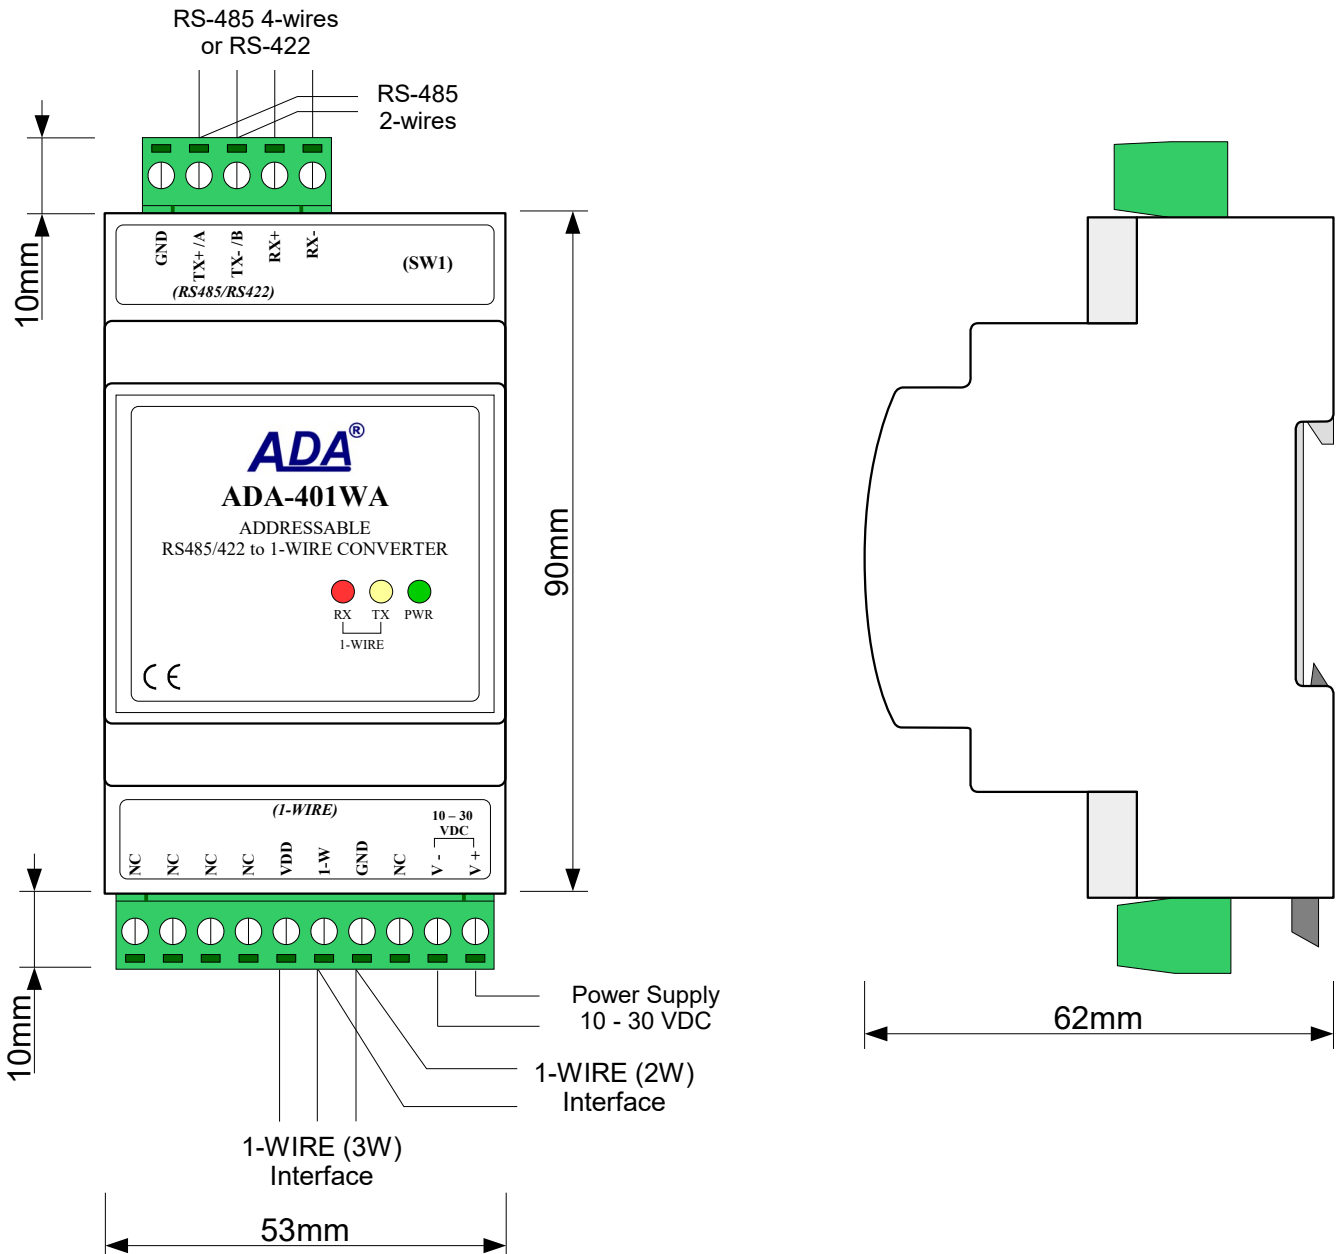 RS-485 4-wires
or RS-422
RS-485
2-wires
10mm
GND
TX+ /A
TX- /B
RX+
RX-
(SW1)
(RS485/RS422)
ADA®
ADA-401WA
ADDRESSABLE
RS485/422 to 1-WIRE CONVERTER
RX TX PWR
1-WIRE
CE
90mm
(1-WIRE)
10 – 30
VDC
NC
NC
NC
NC
VDD
1-W
GND
NC
V -
V +
10mm
Power Supply
10 - 30 VDC
1-WIRE (2W)
Interface
1-WIRE (3W)
Interface
53mm
62mm